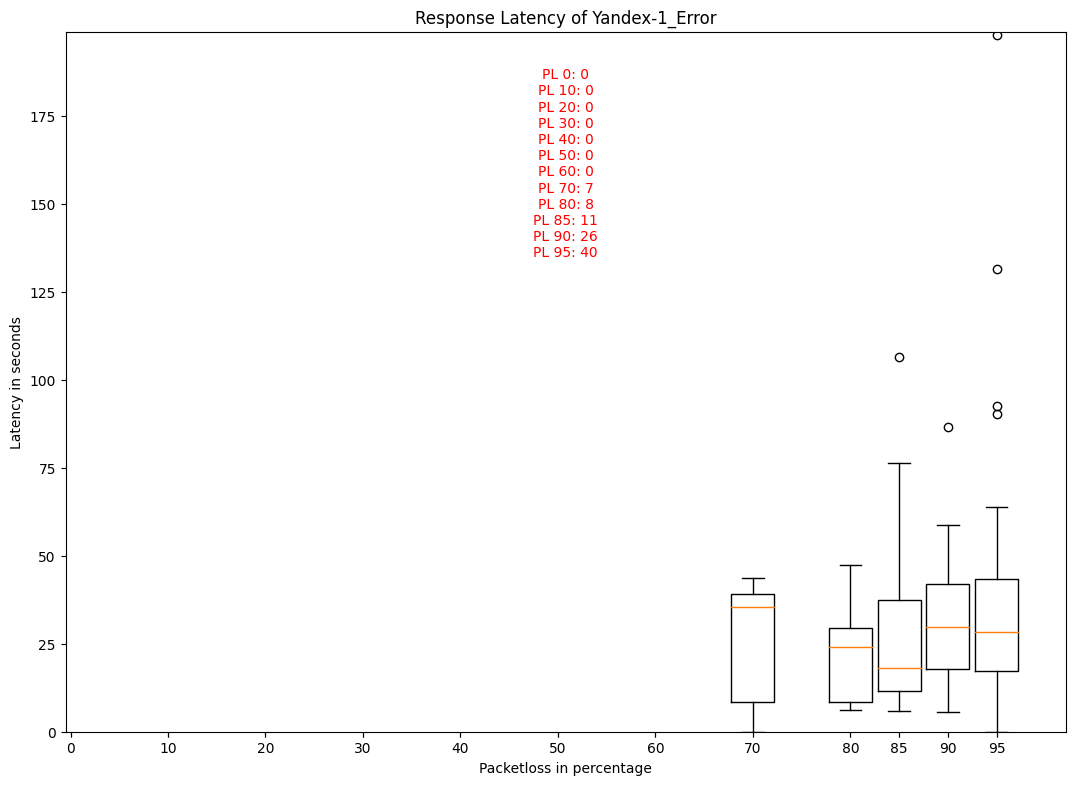 Response Latency of Yandex-1_Error
PL 0: 0
PL 10: 0
PL 20: 0
PL 30: 0
PL 40: 0
PL 50: 0
PL 60: 0
PL 70: 7
PL 80: 8
PL 85: 11
PL 90: 26
PL 95: 40
Latency in seconds
175
150
125
100
75
50
25
0
0 10 20 30 40 50 60 70 80 85 90 95
Packetloss in percentage